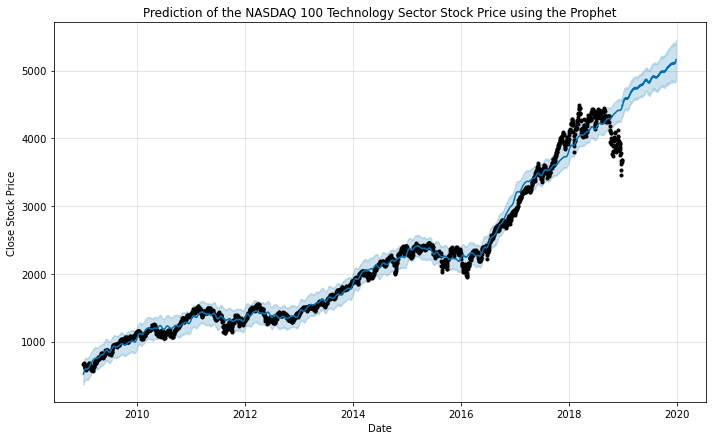 Prediction of the NASDAQ 100 Technology Sector Stock Price using the Prophet
5000
4000
3000
2000
1000
Close Stock Price
2010 2012 2014 2016 2018 2020
Date